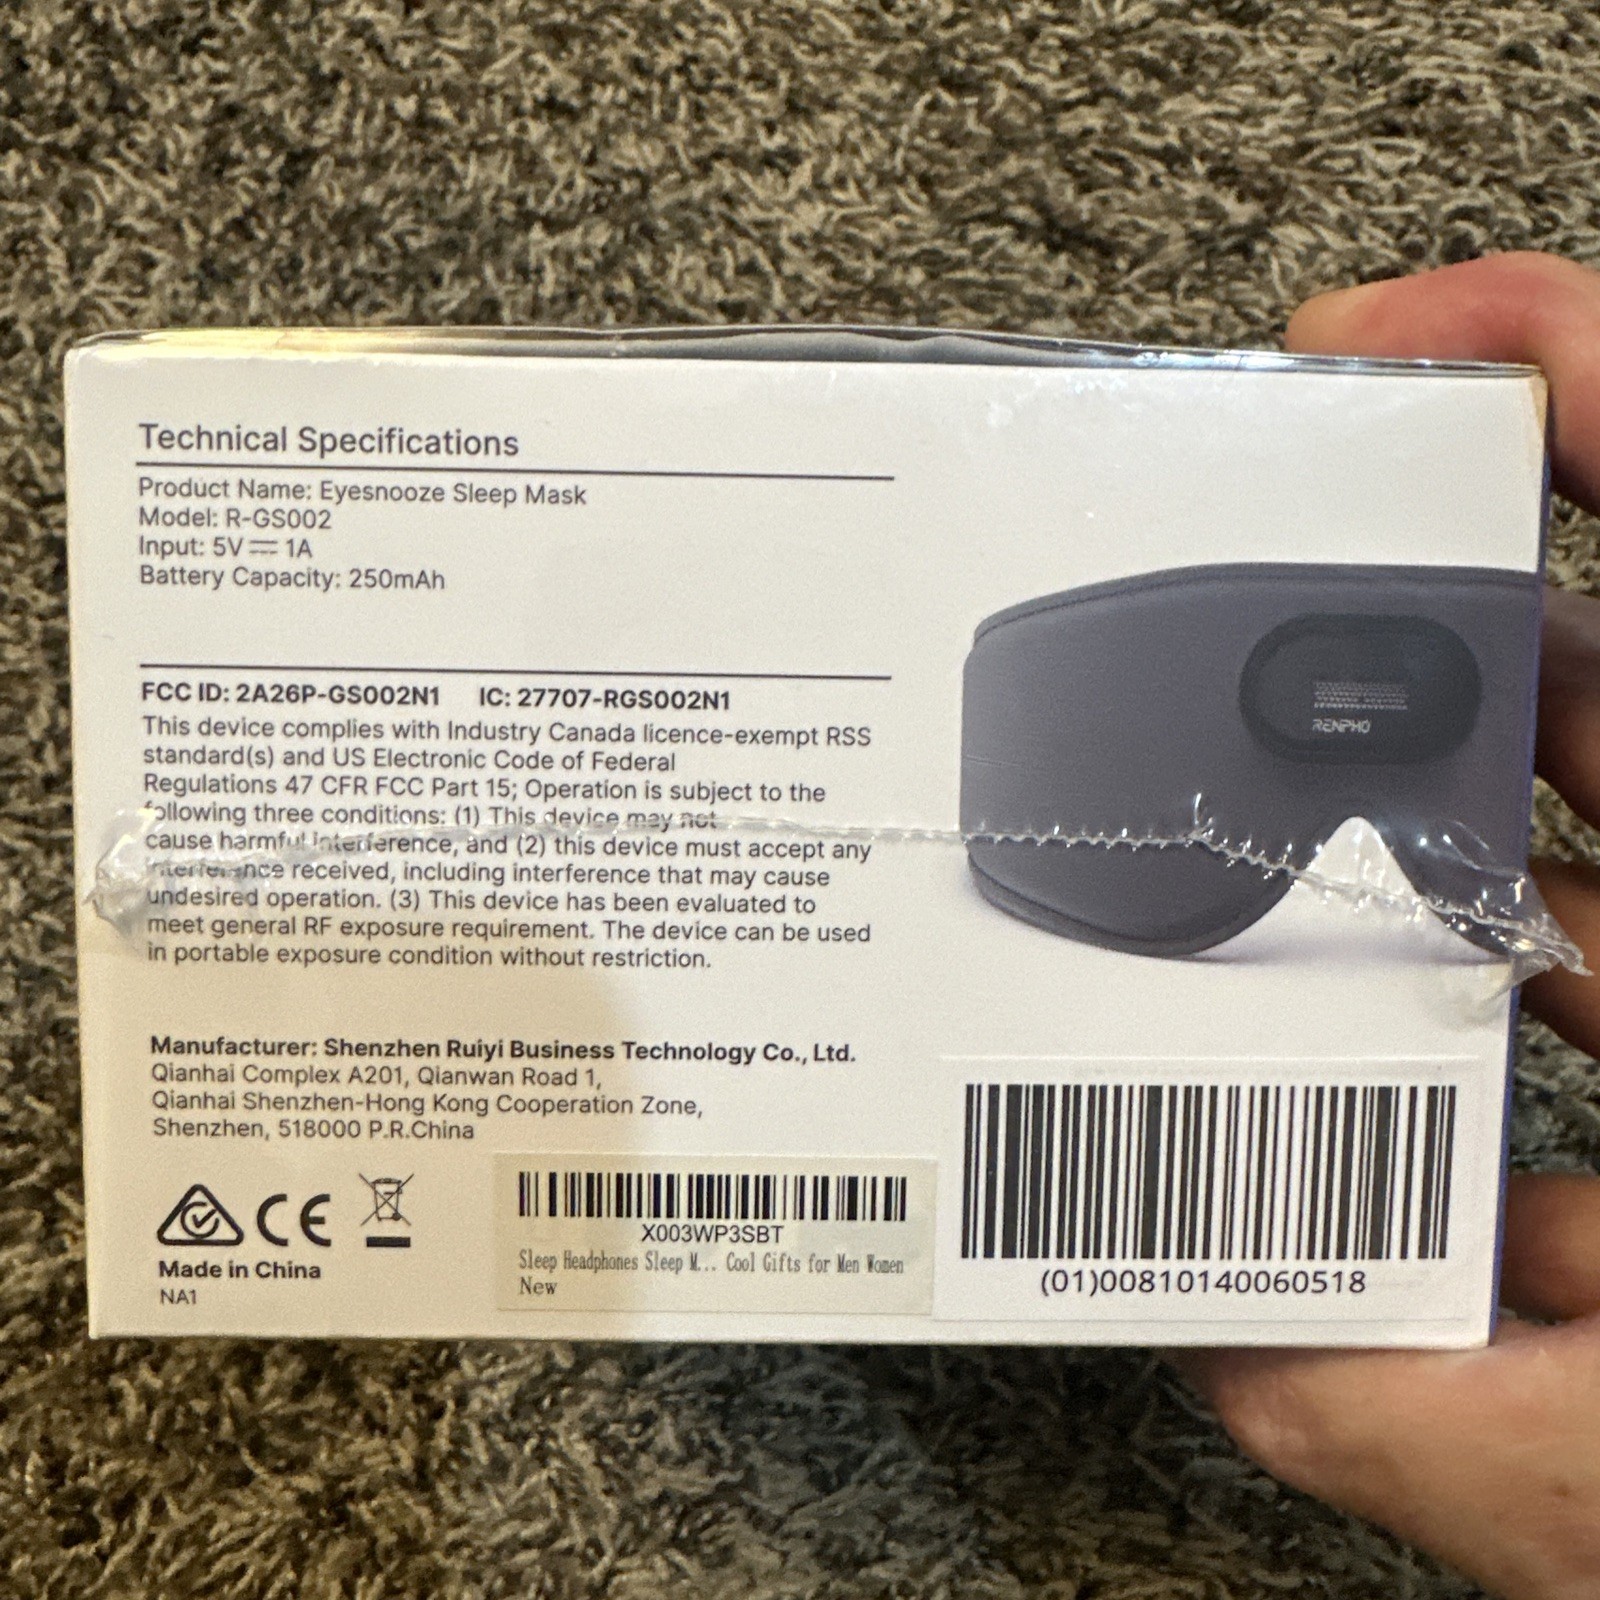 Technical Specifications
Product Name: Eyesnooze Sleep Mask
Model: R-GS002
Input: 5V⎓1A
Battery Capacity: 250mAh
FCC ID: 2A26P-GS002N1 IC: 27707-RGS002N1
This device complies with Industry Canada licence-exempt RSS
standard(s) and US Electronic Code of Federal
Regulations 47 CFR FCC Part 15; Operation is subject to the
following three conditions: (1) This device may not
cause harmful interference, and (2) this device must accept any
interference received, including interference that may cause
undesired operation. (3) This device has been evaluated to
meet general RF exposure requirement. The device can be used
in portable exposure condition without restriction.
RENPHO
Manufacturer: Shenzhen Ruiyi Business Technology Co., Ltd.
Qianhai Complex A201, Qianwan Road 1,
Qianhai Shenzhen-Hong Kong Cooperation Zone,
Shenzhen, 518000 P.R.China
CE
Made in China
NA1
X003WP3SBT
Sleep Headphones Sleep M... Cool Gifts for Men Women
New
(01)00810140060518